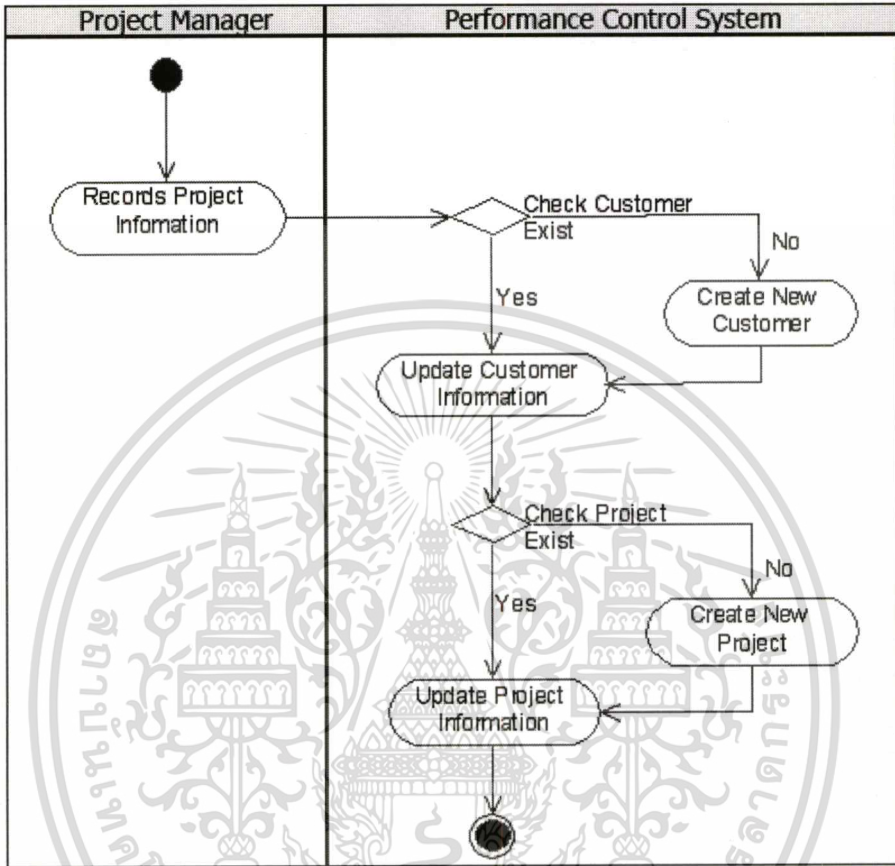 Project Manager
Performance Control System
Records Project
Infomation
Check Customer
Exist
No
Yes
Create New
Customer
Update Customer
Information
Check Project
Exist
No
Yes
Create New
Project
Update Project
Information